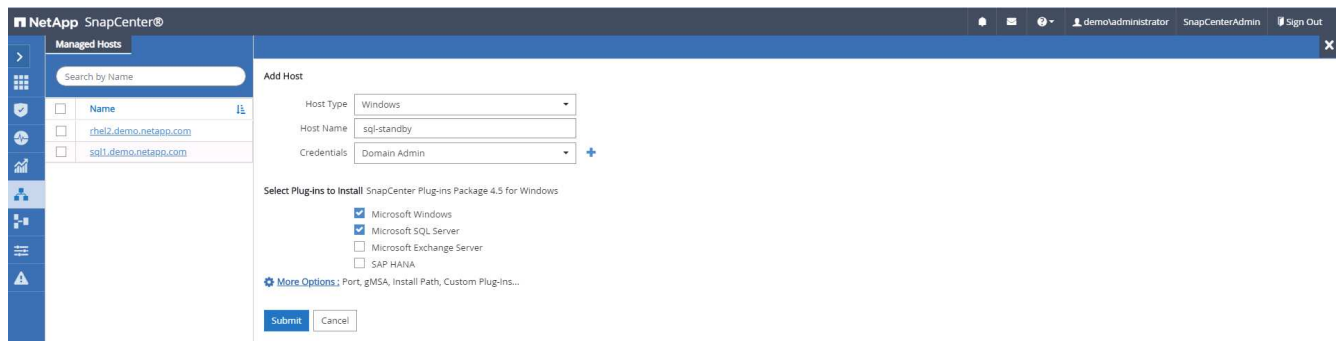 NetApp SnapCenter®
demo\administrator SnapCenterAdmin Sign Out
Managed Hosts
Search by Name
Name
rhel2.demo.netapp.com
sql1.demo.netapp.com
Add Host
Host Type Windows
Host Name sql-standby
Credentials Domain Admin
Select Plug-ins to Install SnapCenter Plug-ins Package 4.5 for Windows
Microsoft Windows
Microsoft SQL Server
Microsoft Exchange Server
SAP HANA
More Options : Port, gMSA, Install Path, Custom Plug-Ins...
Submit Cancel